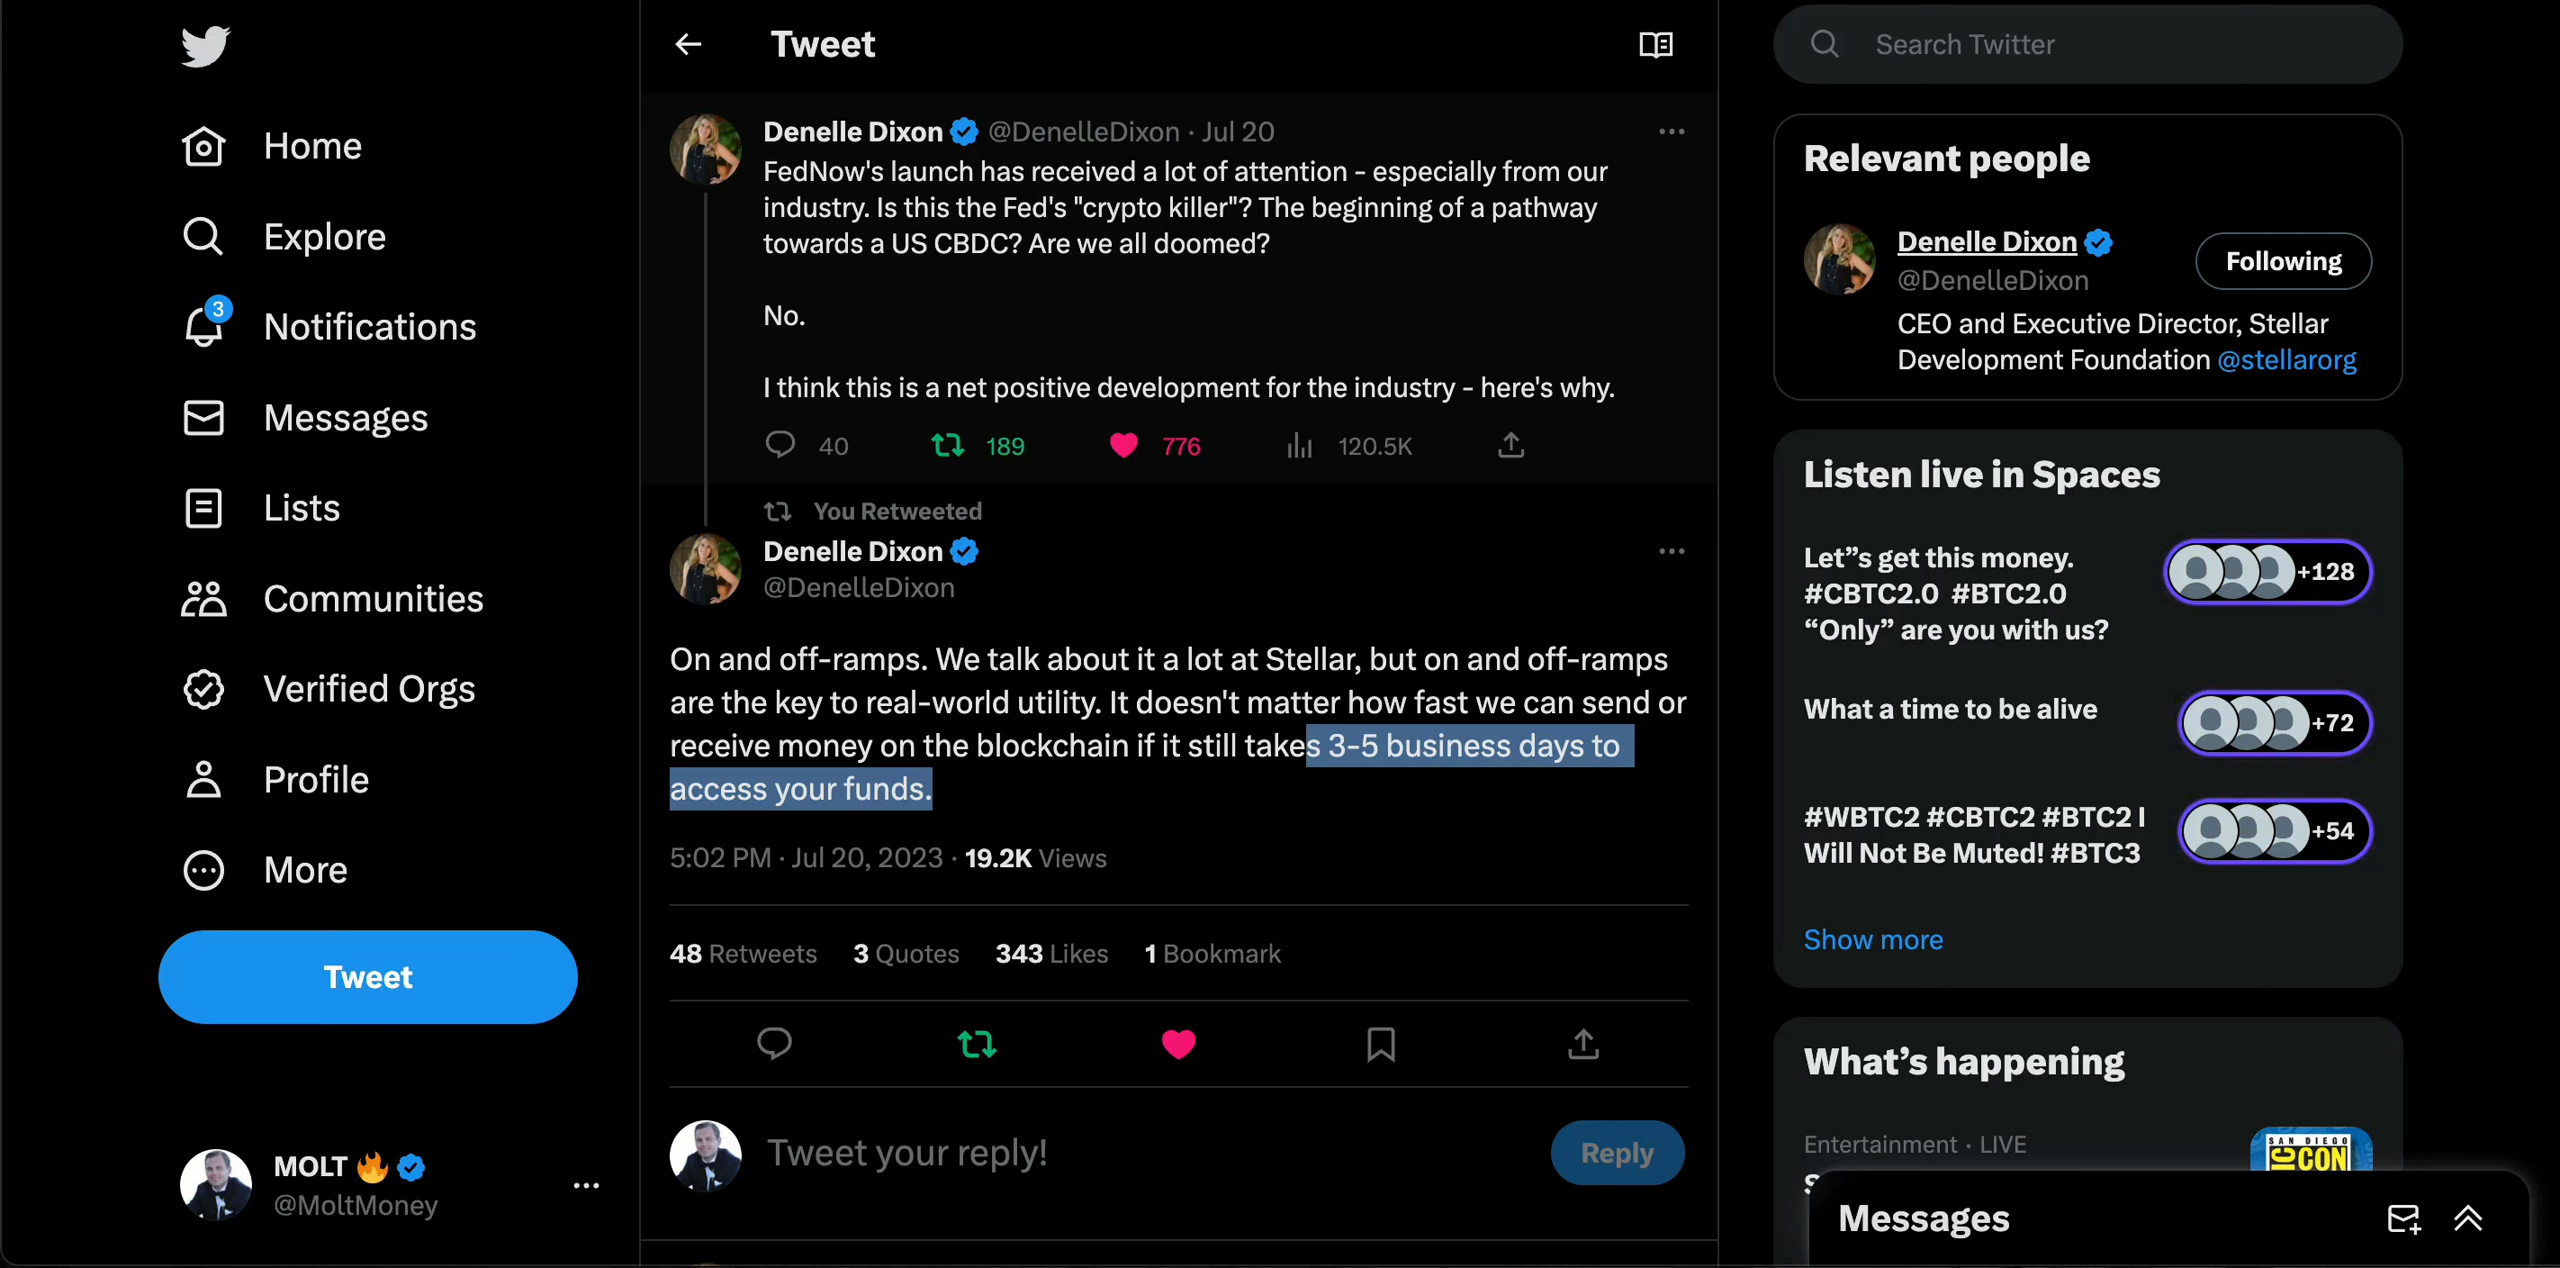 Home
Explore
3
Notifications
Messages
Lists
Communities
Verified Orgs
Profile
More
Tweet
MOLT 🔥
@MoltMoney
Tweet
Denelle Dixon @DenelleDixon · Jul 20
FedNow's launch has received a lot of attention - especially from our
industry. Is this the Fed's "crypto killer"? The beginning of a pathway
towards a US CBDC? Are we all doomed?
No.
I think this is a net positive development for the industry - here's why.
40 189 776 120.5K
You Retweeted
Denelle Dixon
@DenelleDixon
On and off-ramps. We talk about it a lot at Stellar, but on and off-ramps
are the key to real-world utility. It doesn't matter how fast we can send or
receive money on the blockchain if it still takes 3-5 business days to
access your funds.
5:02 PM · Jul 20, 2023 · 19.2K Views
48 Retweets 3 Quotes 343 Likes 1 Bookmark
Tweet your reply!
Reply
Search Twitter
Relevant people
Denelle Dixon
@DenelleDixon
Following
CEO and Executive Director, Stellar
Development Foundation @stellarorg
Listen live in Spaces
Let”s get this money.
#CBTC2.0 #BTC2.0
“Only” are you with us?
+128
What a time to be alive
+72
#WBTC2 #CBTC2 #BTC2 I
Will Not Be Muted! #BTC3
+54
Show more
What’s happening
Entertainment · LIVE
SAN DIEGO
CON
Messages